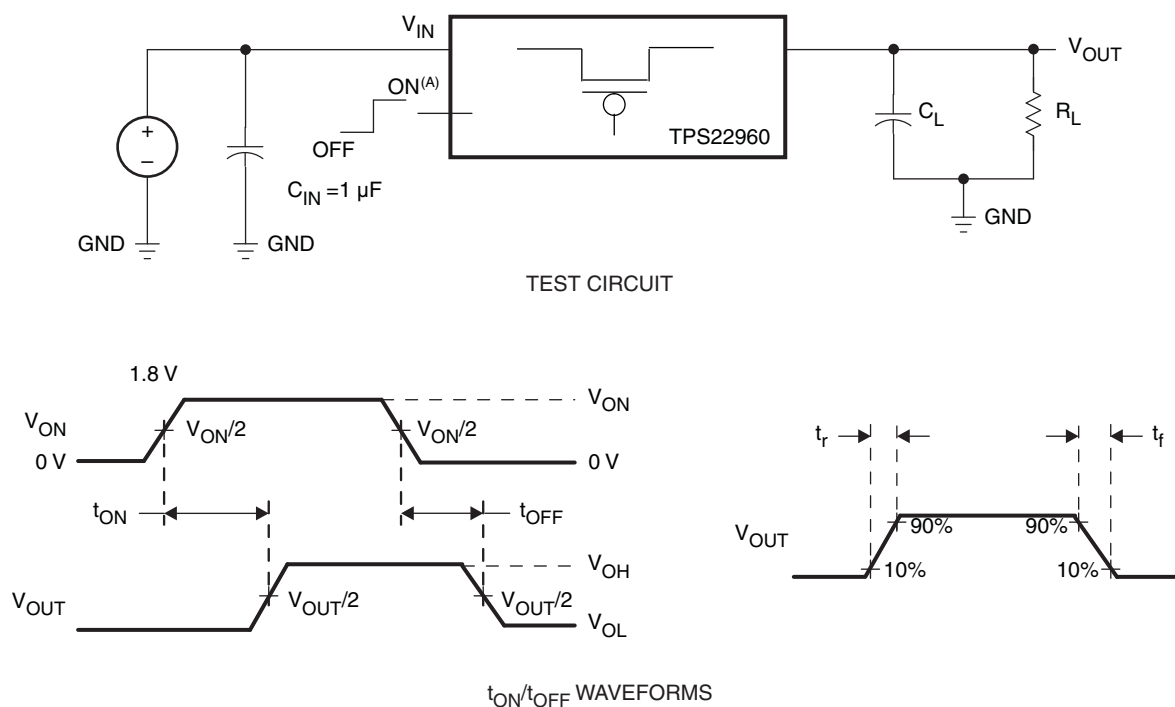 V_IN
ON(A)
V_OUT
C_L
R_L
TPS22960
+
–
OFF
C_IN =1 µF
GND
GND
GND
TEST CIRCUIT
1.8 V
V_ON
V_ON
V_ON/2
V_ON/2
0 V
0 V
t_r
t_f
t_ON
t_OFF
V_OH
V_OUT
V_OUT/2
V_OUT/2
V_OL
V_OUT
90%
90%
10%
10%
t_ON/t_OFF WAVEFORMS